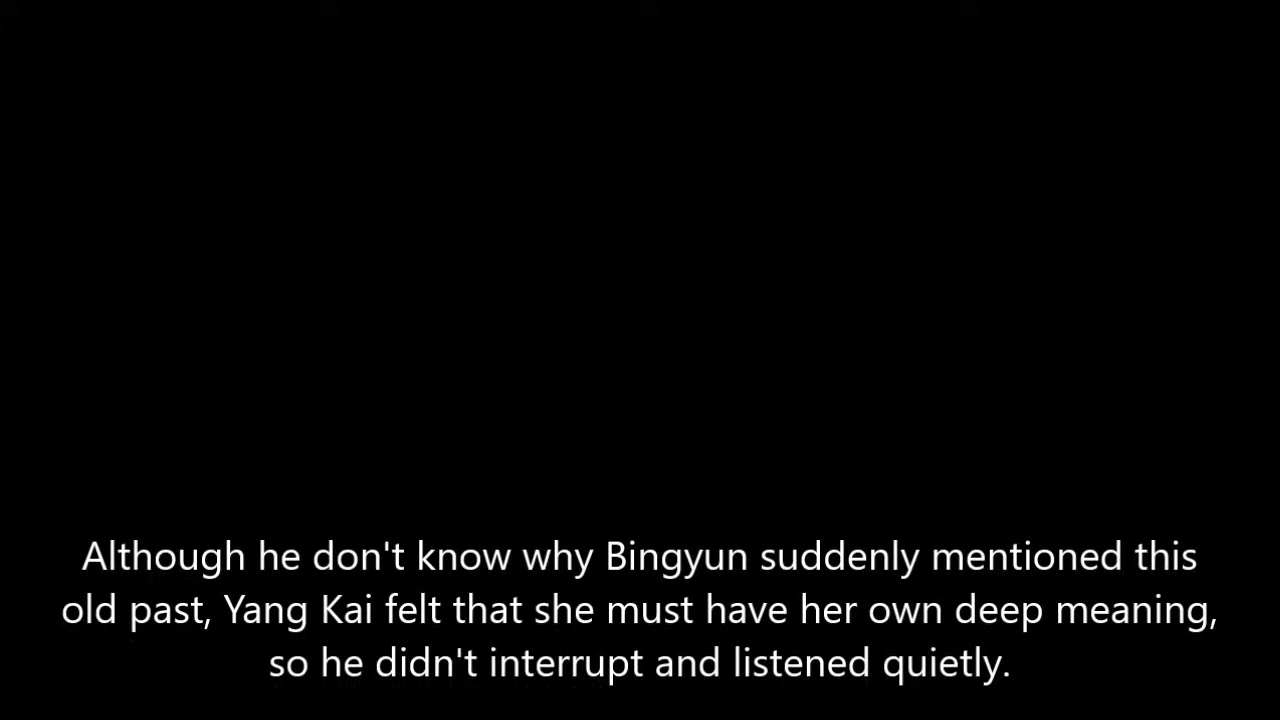 Although he don't know why Bingyun suddenly mentioned this
old past, Yang Kai felt that she must have her own deep meaning,
so he didn't interrupt and listened quietly.